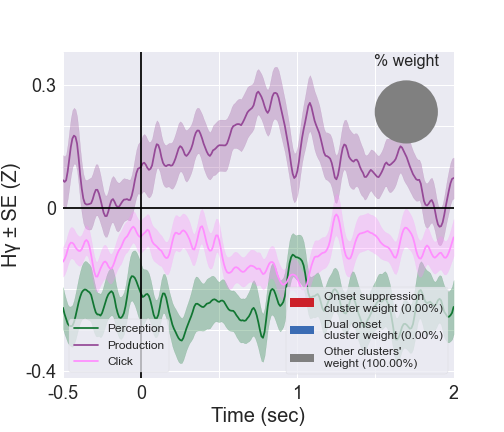 % weight
0.3
0
-0.4
Hγ ± SE (Z)
Perception
Production
Click
Onset suppression
cluster weight (0.00%)
Dual onset
cluster weight (0.00%)
Other clusters'
weight (100.00%)
-0.5
0
1
2
Time (sec)